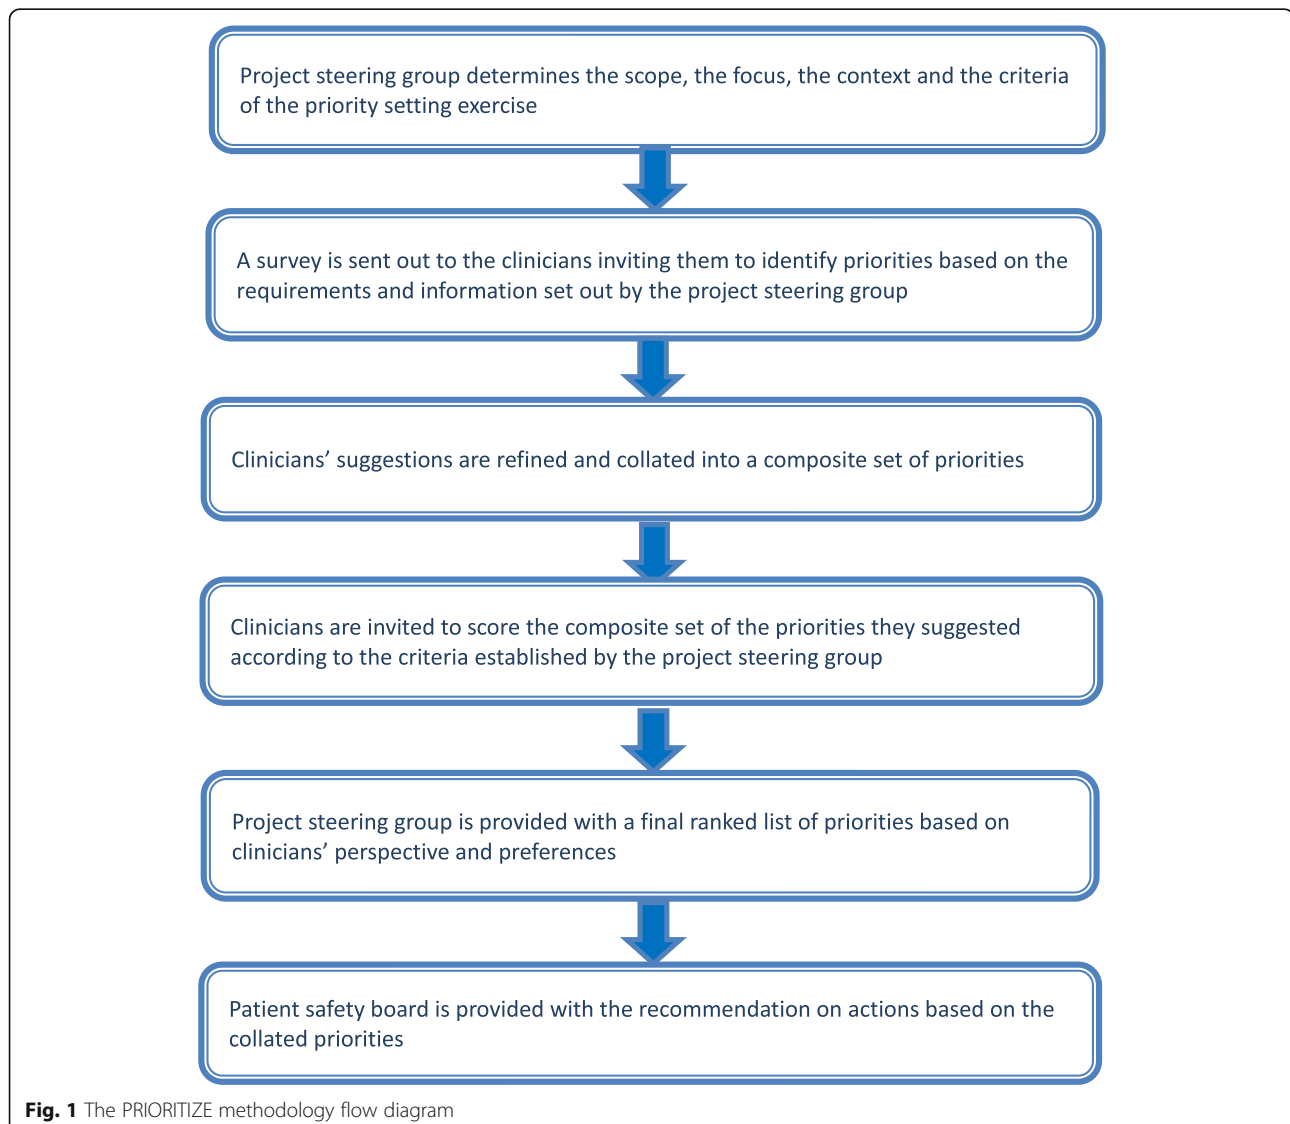 Project steering group determines the scope, the focus, the context and the criteria
of the priority setting exercise
A survey is sent out to the clinicians inviting them to identify priorities based on the
requirements and information set out by the project steering group
Clinicians’ suggestions are refined and collated into a composite set of priorities
Clinicians are invited to score the composite set of the priorities they suggested
according to the criteria established by the project steering group
Project steering group is provided with a final ranked list of priorities based on
clinicians’ perspective and preferences
Patient safety board is provided with the recommendation on actions based on the
collated priorities
Fig. 1 The PRIORITIZE methodology flow diagram